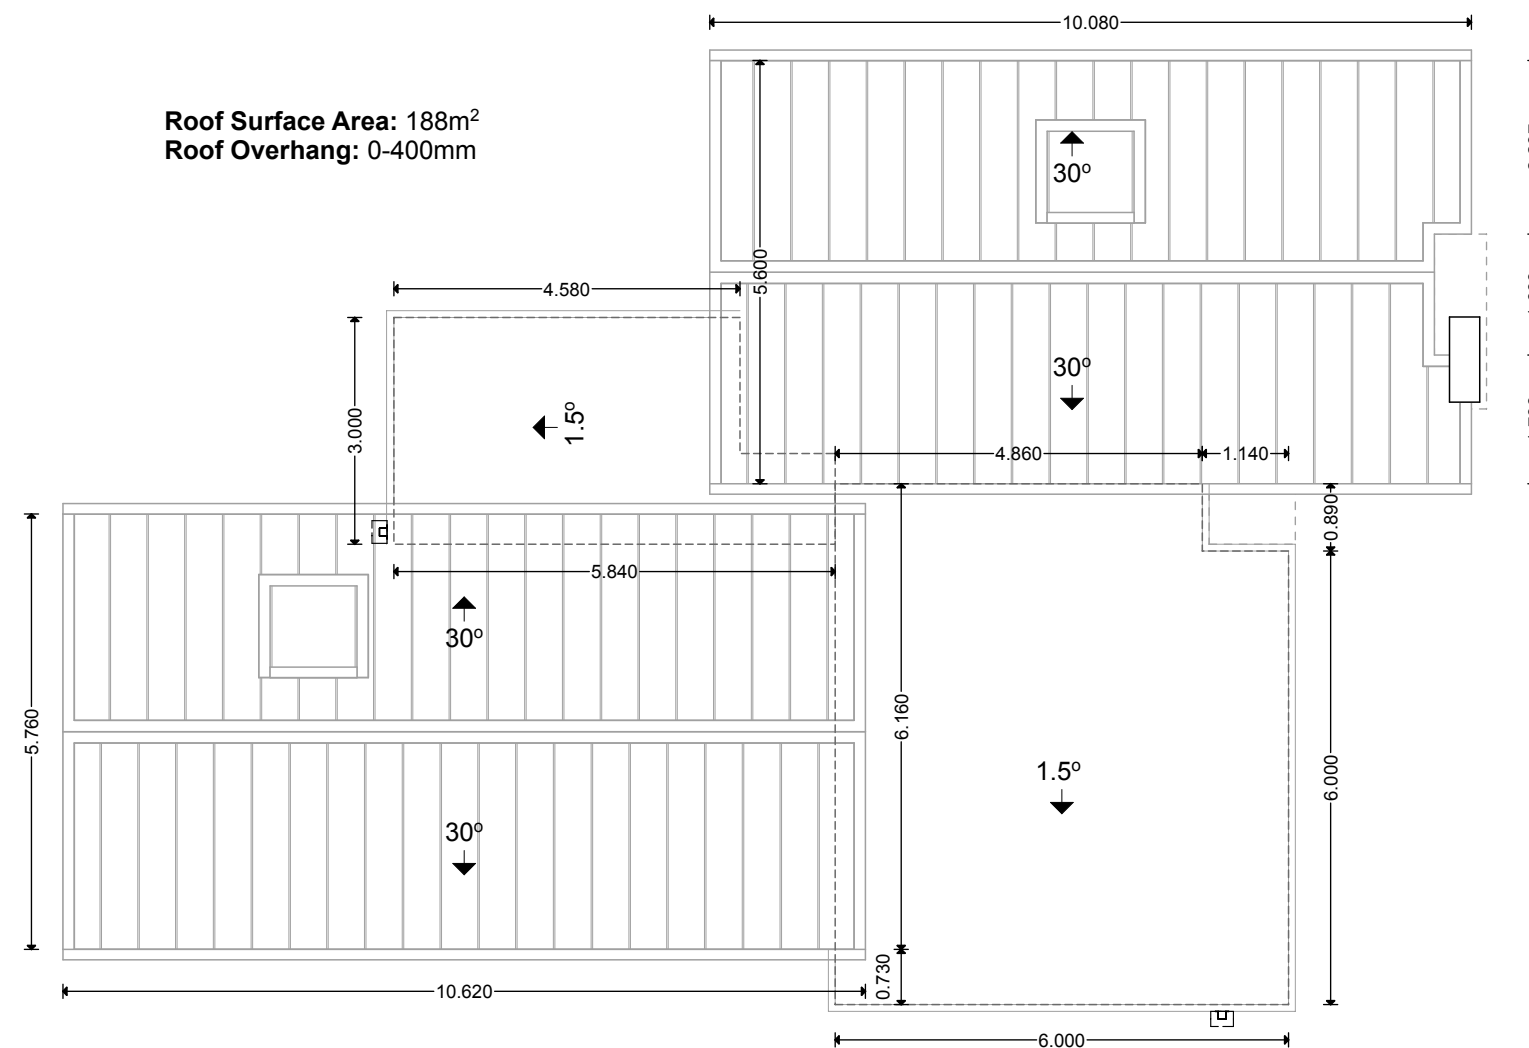 10.080
Roof Surface Area: 188m²
Roof Overhang: 0-400mm
30º
5.600
4.580
30º
3.000
1.5º
4.860
1.140
0.890
5.840
30º
5.760
6.160
1.5º
6.000
30º
0.730
10.620
6.000